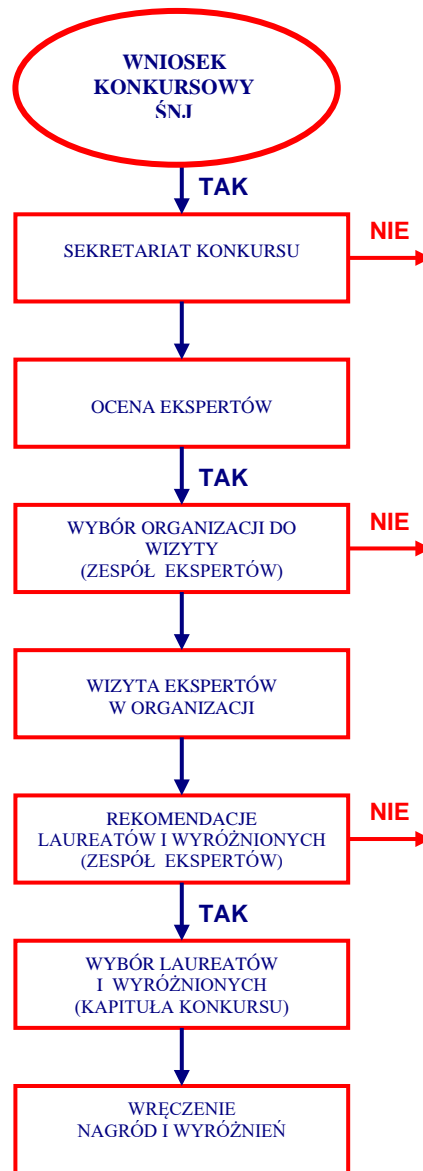 WNIOSEK
KONKURSOWY
ŚNJ
TAK
SEKRETARIAT KONKURSU
NIE
OCENA EKSPERTÓW
TAK
WYBÓR ORGANIZACJI DO
WIZYTY
(ZESPÓŁ EKSPERTÓW)
NIE
WIZYTA EKSPERTÓW
W ORGANIZACJI
REKOMENDACJE
LAUREATÓW I WYRÓŻNIONYCH
(ZESPÓŁ EKSPERTÓW)
NIE
TAK
WYBÓR LAUREATÓW
I WYRÓŻNIONYCH
(KAPITUŁA KONKURSU)
WRĘCZENIE
NAGRÓD I WYRÓŻNIEŃ